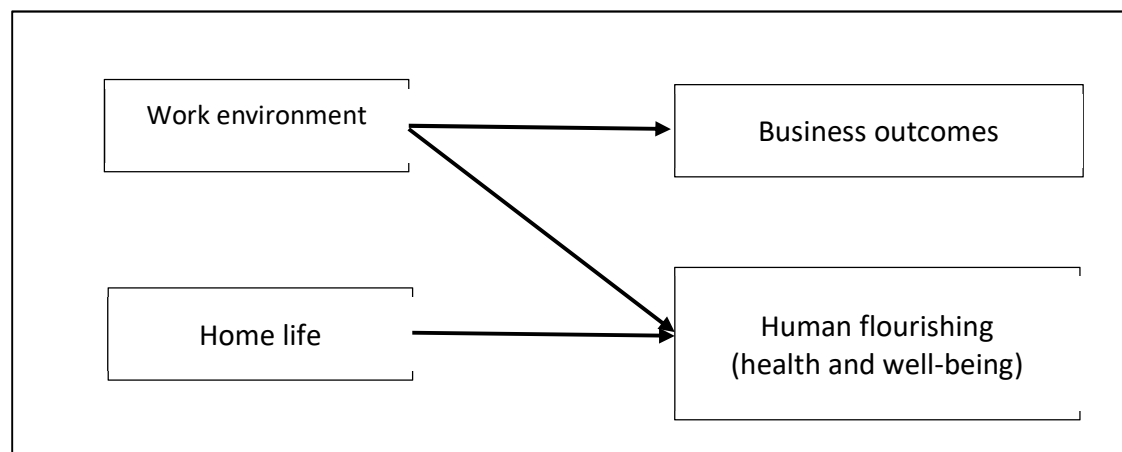 Work environment
Business outcomes
Home life
Human flourishing
(health and well-being)